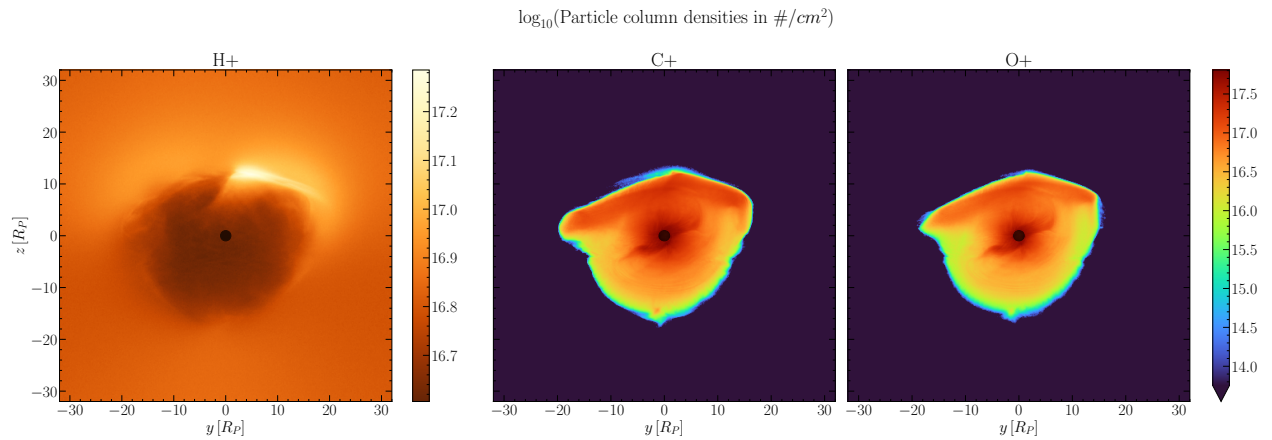 log₁₀(Particle column densities in #/cm²)
H+
C+
O+
30
20
10
0
−10
−20
−30
z [R_P]
−30 −20 −10 0 10 20 30
y [R_P]
17.2
17.1
17.0
16.9
16.8
16.7
−30 −20 −10 0 10 20 30
y [R_P]
−30 −20 −10 0 10 20 30
y [R_P]
17.5
17.0
16.5
16.0
15.5
15.0
14.5
14.0